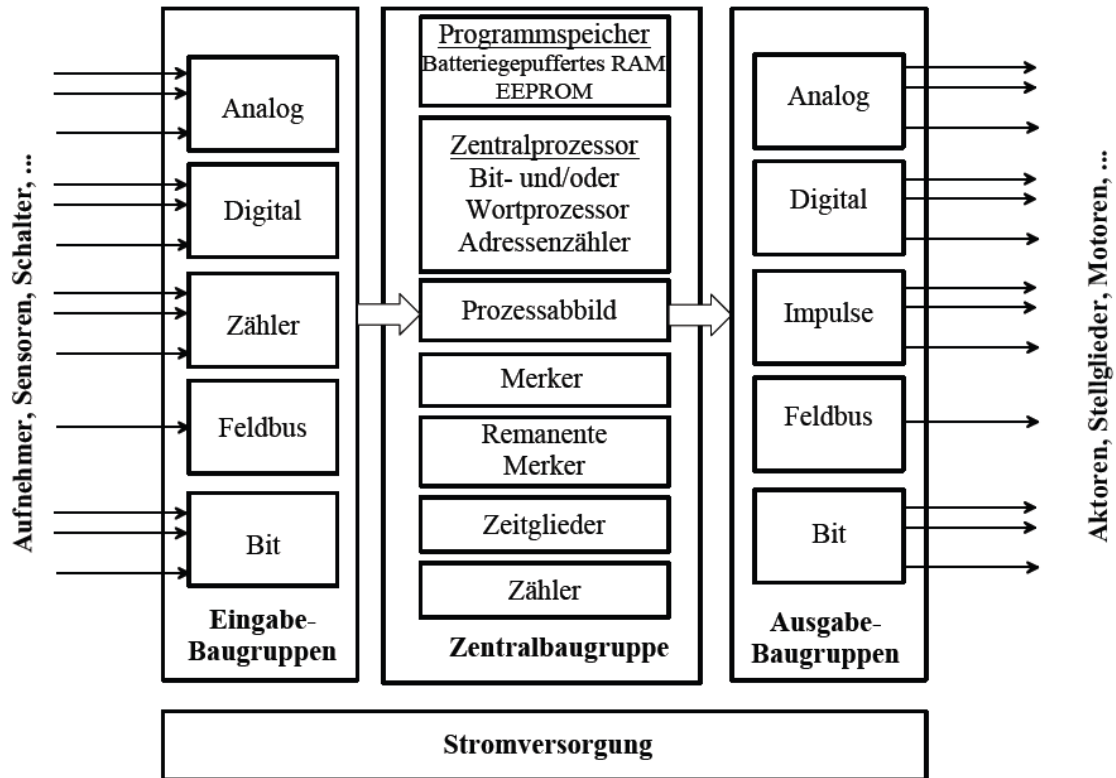 Aufnehmer, Sensoren, Schalter, ...
Analog
Digital
Zähler
Feldbus
Bit
Eingabe-
Baugruppen
Programmspeicher
Batteriegepuffertes RAM
EEPROM
Zentralprozessor
Bit- und/oder
Wortprozessor
Adressenzähler
Prozessabbild
Merker
Remanente
Merker
Zeitglieder
Zähler
Zentralbaugruppe
Analog
Digital
Impulse
Feldbus
Bit
Ausgabe-
Baugruppen
Aktoren, Stellglieder, Motoren, ...
Stromversorgung